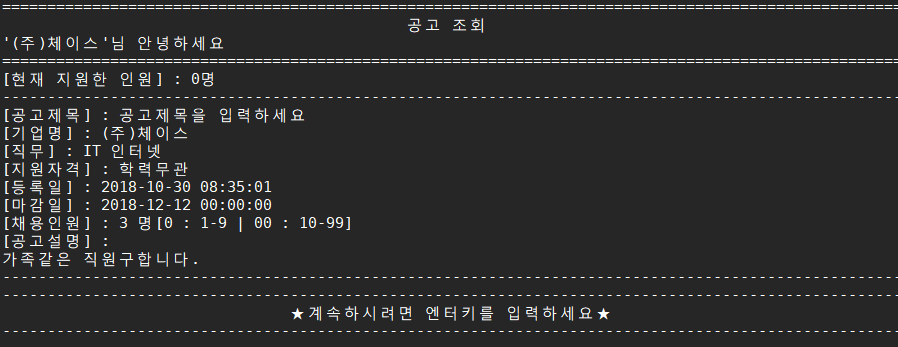 공고 조회
'(주)체이스'님 안녕하세요
[현재 지원한 인원] : 0명
[공고제목] : 공고제목을 입력하세요
[기업명] : (주)체이스
[직무] : IT 인터넷
[지원자격] : 학력무관
[등록일] : 2018-10-30 08:35:01
[마감일] : 2018-12-12 00:00:00
[채용인원] : 3 명[0 : 1-9 | 00 : 10-99]
[공고설명] :
가족같은 직원구합니다.
★계속하시려면 엔터키를 입력하세요★